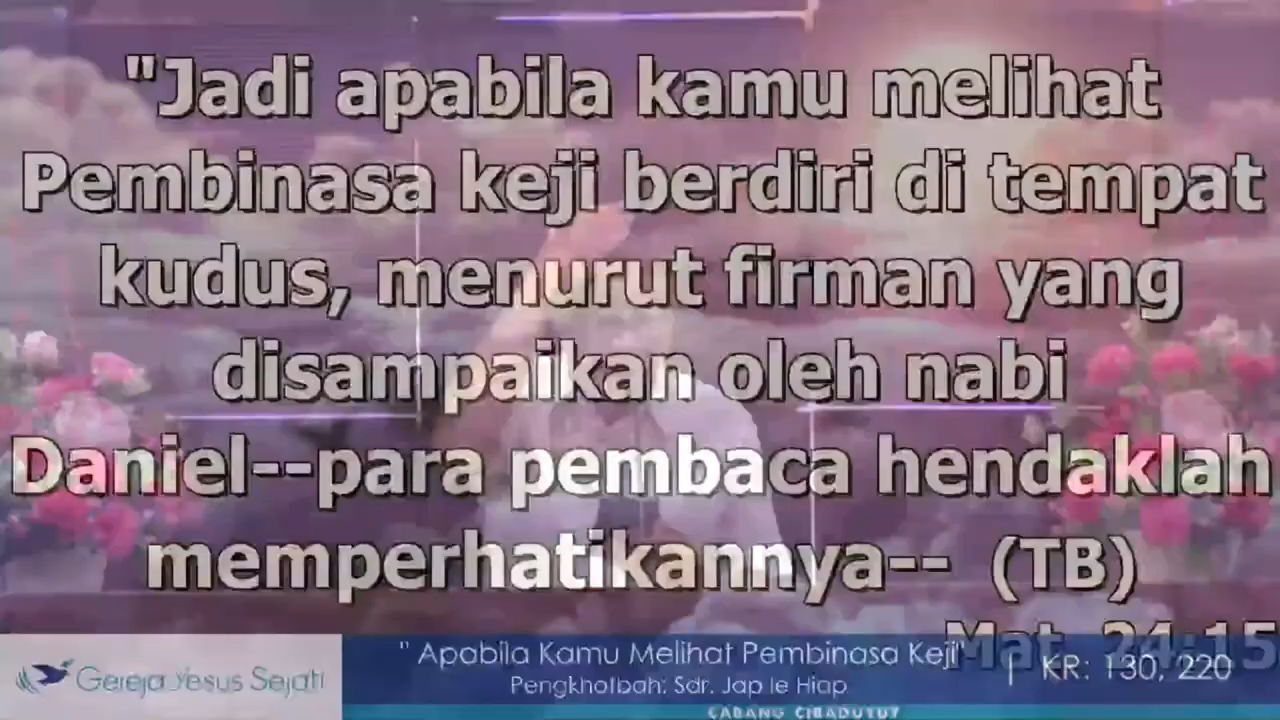 "Jadi apabila kamu melihat
Pembinasa keji berdiri di tempat
kudus, menurut firman yang
disampaikan oleh nabi
Daniel--para pembaca hendaklah
memperhatikannya-- (TB)
Mat 24:15
" Apabila Kamu Melihat Pembinasa Keji"
| KR: 130, 220
Gereja Yesus Sejati
Pengkhotbah: Sdr. Jap Ie Hiap
CABANG CIBADUYUT